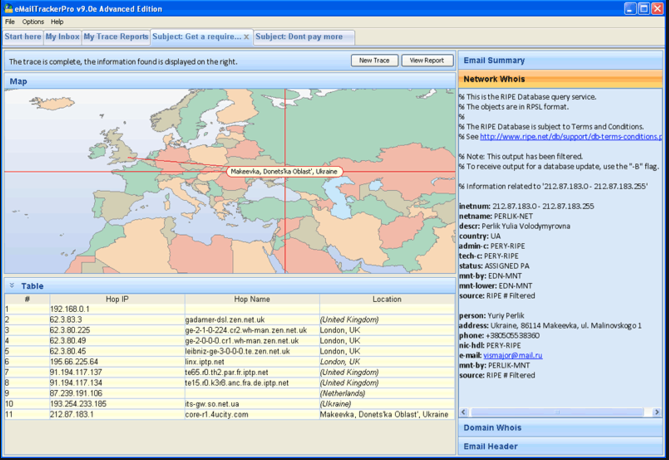 eMailTrackerPro v9.0e Advanced Edition
File Options Help
Start here My Inbox My Trace Reports Subject: Get a require... x Subject: Dont pay more
The trace is complete, the information found is displayed on the right. New Trace View Report
Map
Makeevka, Donets'ka Oblast', Ukraine
Table
# Hop IP Hop Name Location
1 192.168.0.1
2 62.3.83.3 gadamer-dsl.zen.net.uk (United Kingdom)
3 62.3.80.225 ge-2-1-0-224.cr2.wh-man.zen.net.uk London, UK
4 62.3.80.49 ge-2-0-0-0.cr1.wh-man.zen.net.uk London, UK
5 62.3.80.45 leibniz-ge-3-0-0-0.te.zen.net.uk London, UK
6 195.66.225.64 linx.iptp.net London, UK
7 91.194.117.137 te65.r0.th2.par.fr.iptp.net (United Kingdom)
8 91.194.117.134 te15.r0.k3r8.anc.fra.de.iptp.net (United Kingdom)
9 87.239.191.106 (Netherlands)
10 193.254.233.185 its-gw.so.net.ua (Ukraine)
11 212.87.183.1 core-r1.4ucity.com Makeevka, Donets'ka Oblast', Ukraine
Email Summary
Network Whois
% This is the RIPE Database query service.
% The objects are in RPSL format.
%
% The RIPE Database is subject to Terms and Conditions.
% See http://www.ripe.net/db/support/db-terms-conditions.p
% Note: This output has been filtered.
% To receive output for a database update, use the "-B" flag.
% Information related to '212.87.183.0 - 212.87.183.255'
inetnum: 212.87.183.0 - 212.87.183.255
netname: PERLIK-NET
descr: Perlik Yulia Volodymyrovna
country: UA
admin-c: PERY-RIPE
tech-c: PERY-RIPE
status: ASSIGNED PA
mnt-by: EDN-MNT
mnt-lower: EDN-MNT
source: RIPE # Filtered
person: Yuriy Perlik
address: Ukraine, 86114 Makeevka, ul. Malinovskogo 1
phone: +380505538360
nic-hdl: PERY-RIPE
e-mail: vismajor@mail.ru
mnt-by: PERLIK-MNT
source: RIPE # Filtered
Domain Whois
Email Header